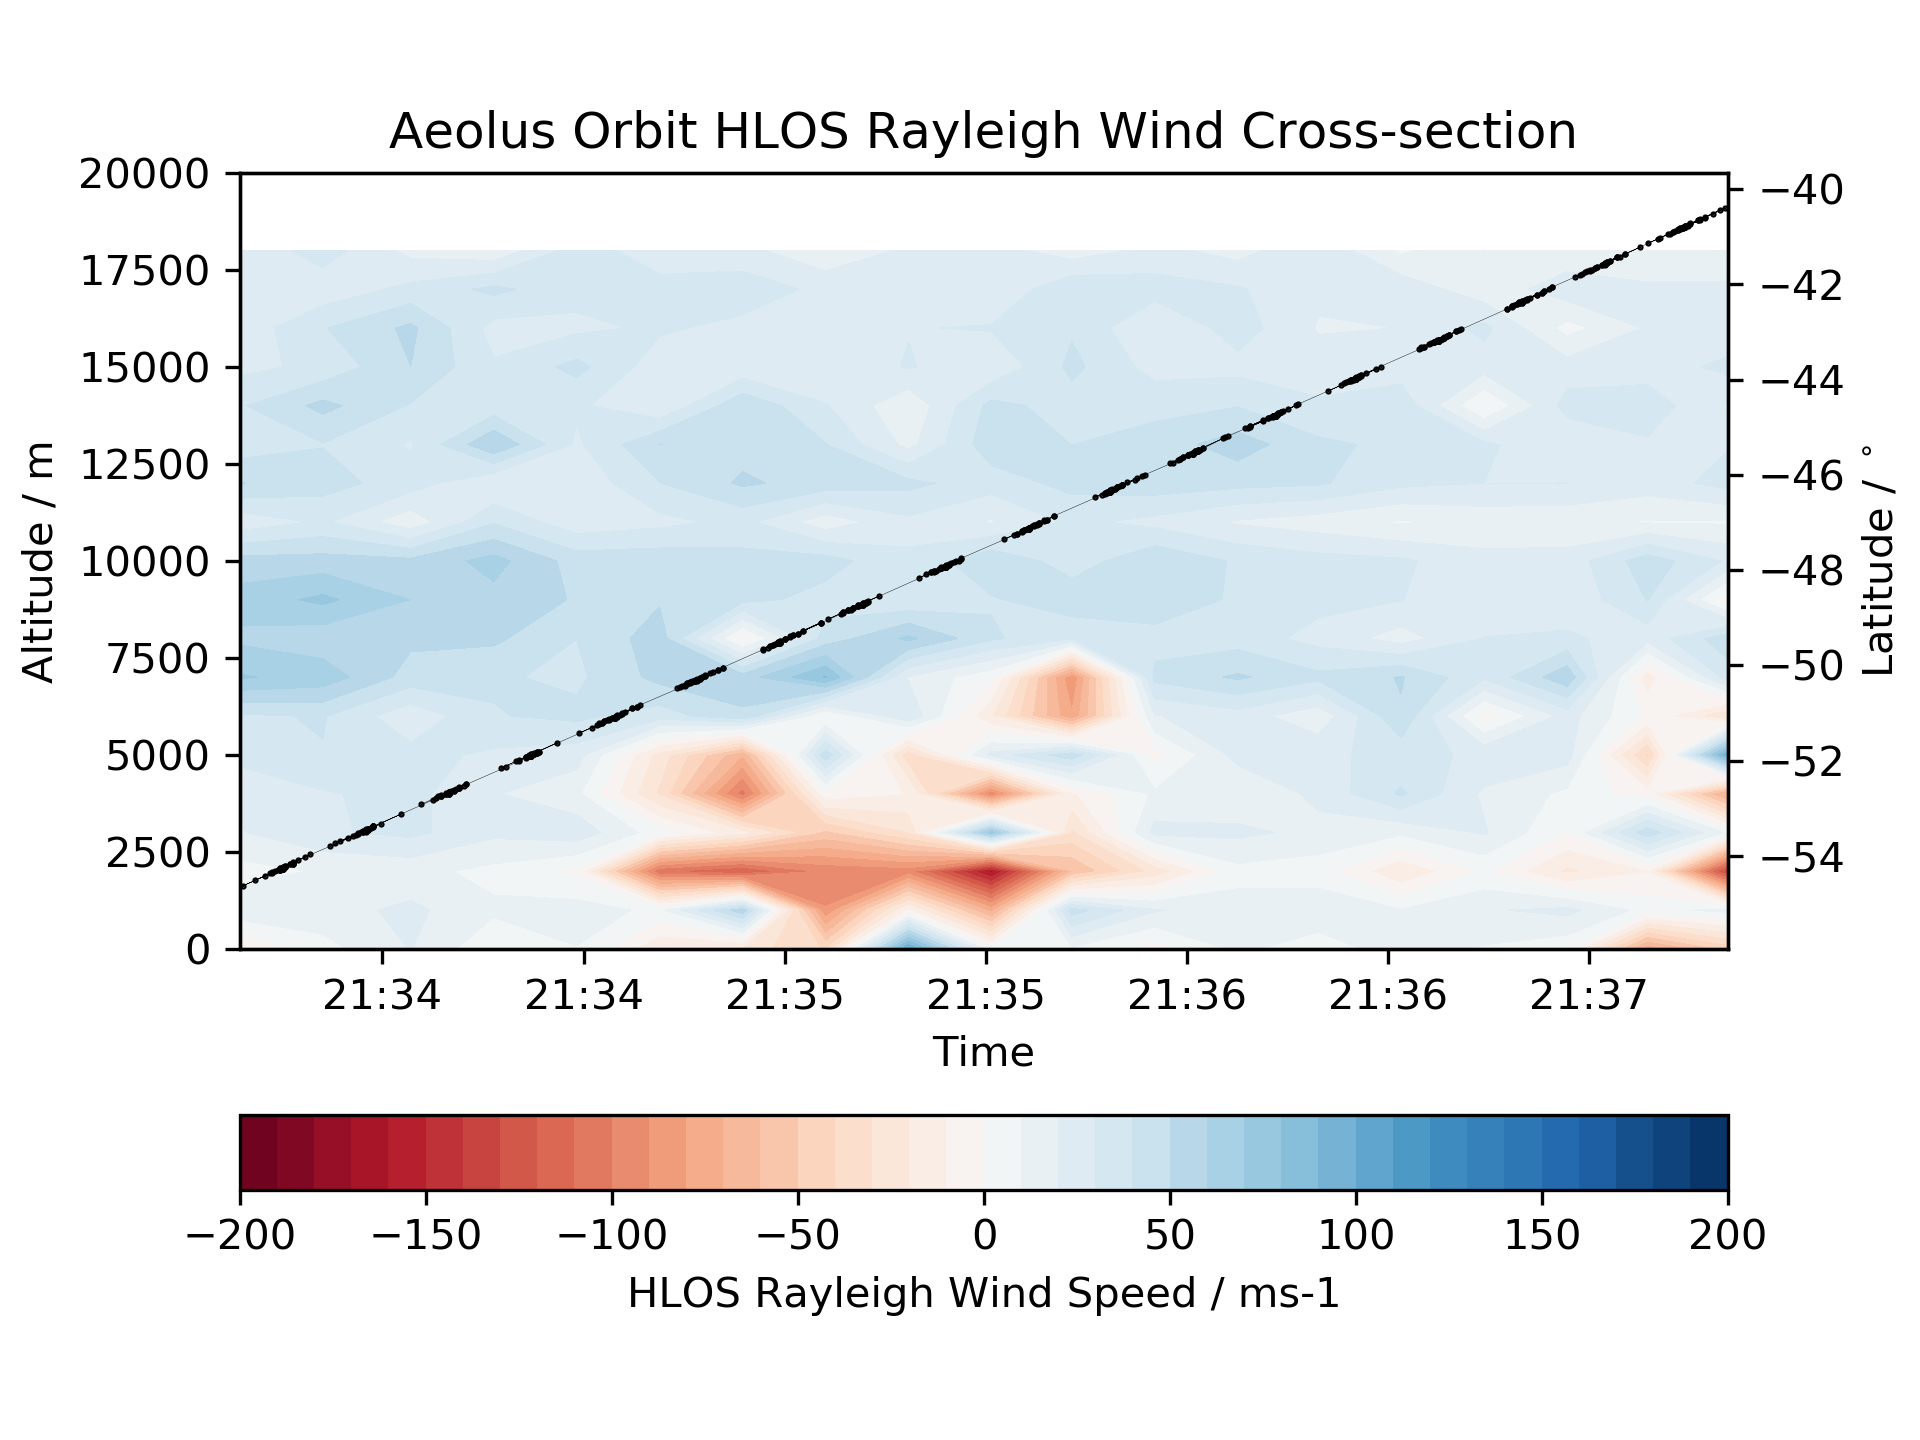 Aeolus Orbit HLOS Rayleigh Wind Cross-section
20000
17500
15000
12500
10000
7500
5000
2500
0
Altitude / m
−40
−42
−44
−46
−48
−50
−52
−54
Latitude / °
21:34 21:34 21:35 21:35 21:36 21:36 21:37
Time
−200 −150 −100 −50 0 50 100 150 200
HLOS Rayleigh Wind Speed / ms-1